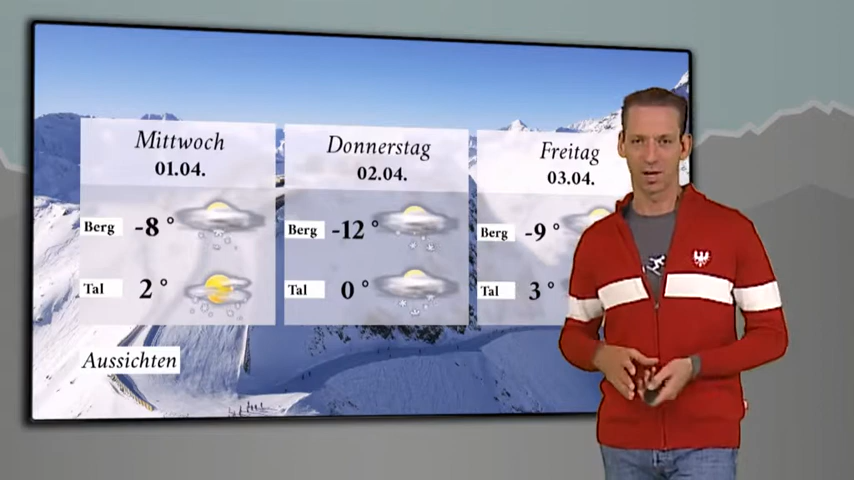 Mittwoch
01.04.
Berg -8°
Tal 2°
Donnerstag
02.04.
Berg -12°
Tal 0°
Freitag
03.04.
Berg -9°
Tal 3°
Aussichten